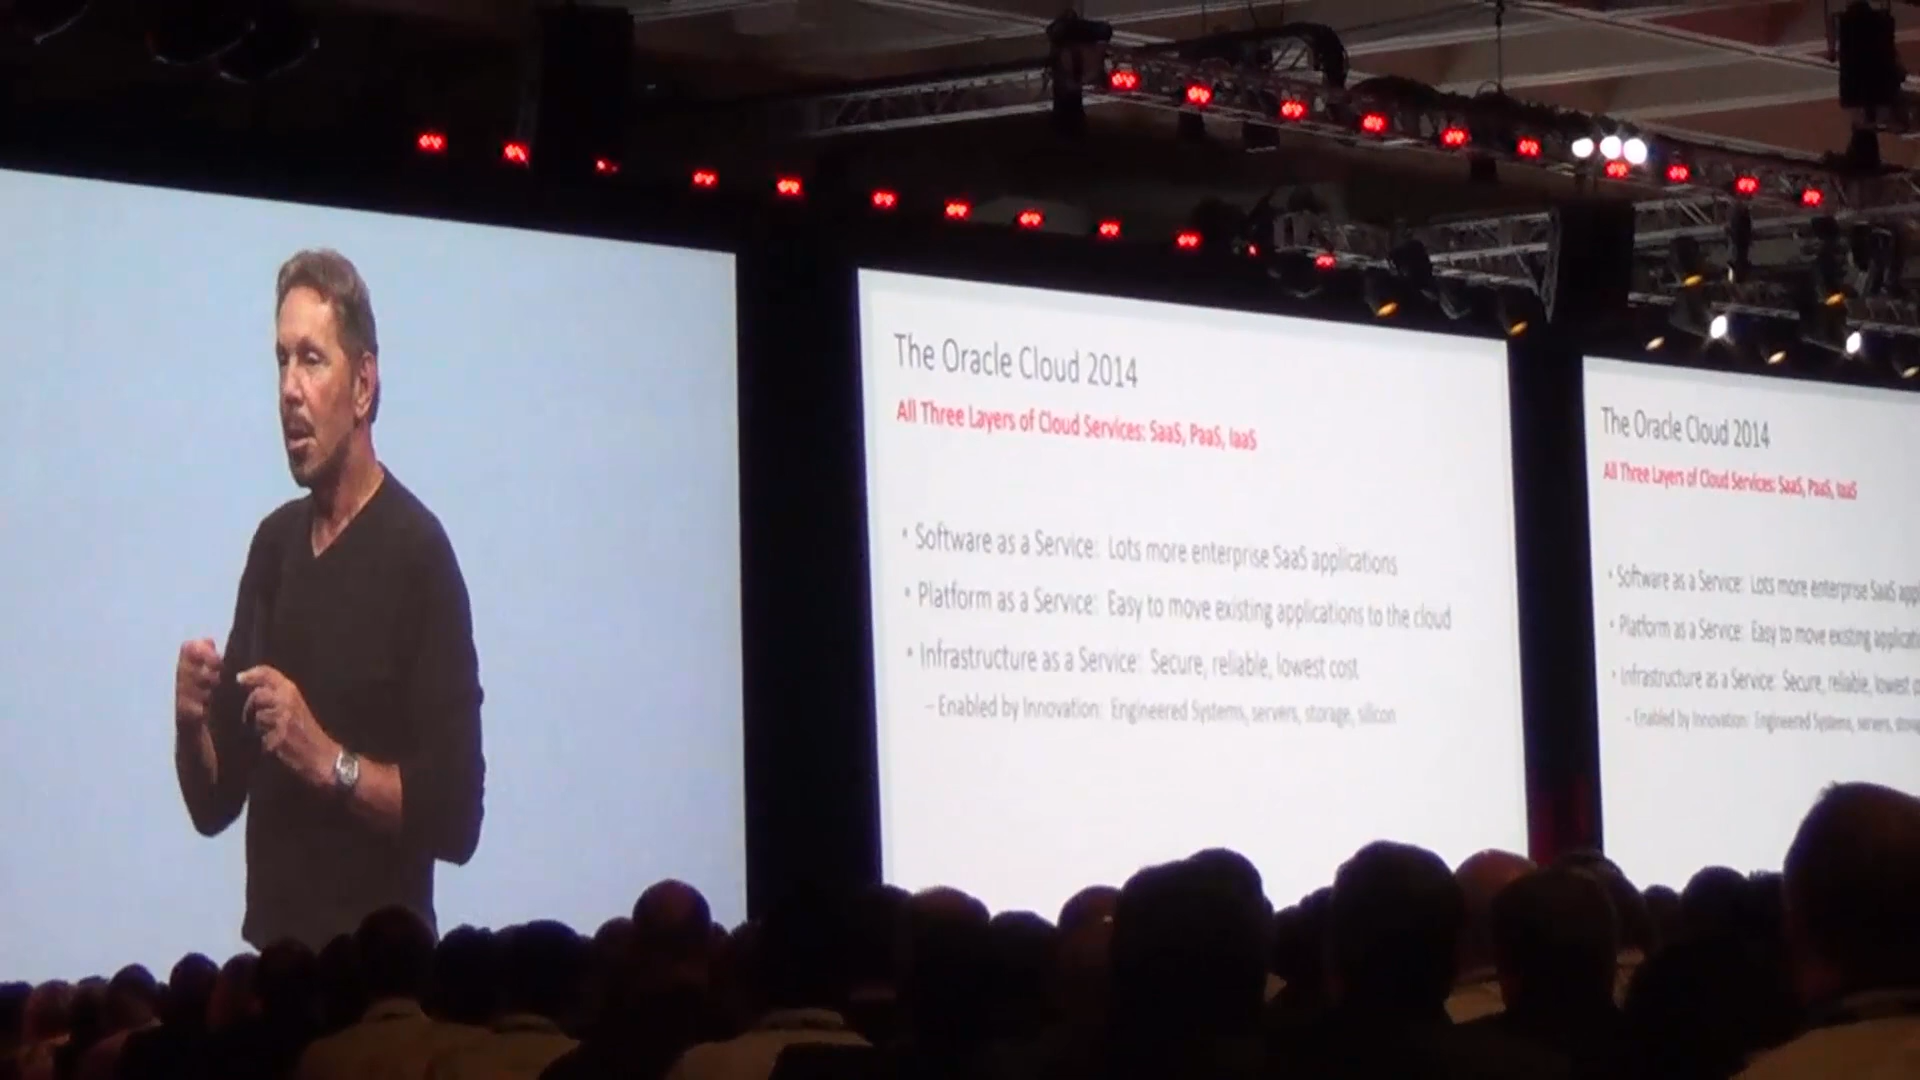 The Oracle Cloud 2014
All Three Layers of Cloud Services: SaaS, PaaS, IaaS
• Software as a Service: Lots more enterprise SaaS applications
• Platform as a Service: Easy to move existing applications to the cloud
• Infrastructure as a Service: Secure, reliable, lowest cost
– Enabled by Innovation: Engineered Systems, servers, storage, silicon
The Oracle Cloud 2014
All Three Layers of Cloud Services: SaaS, PaaS, IaaS
• Software as a Service: Lots more enterprise SaaS app
• Platform as a Service: Easy to move existing applicati
• Infrastructure as a Service: Secure, reliable, lowest
– Enabled by Innovation: Engineered Systems, servers,